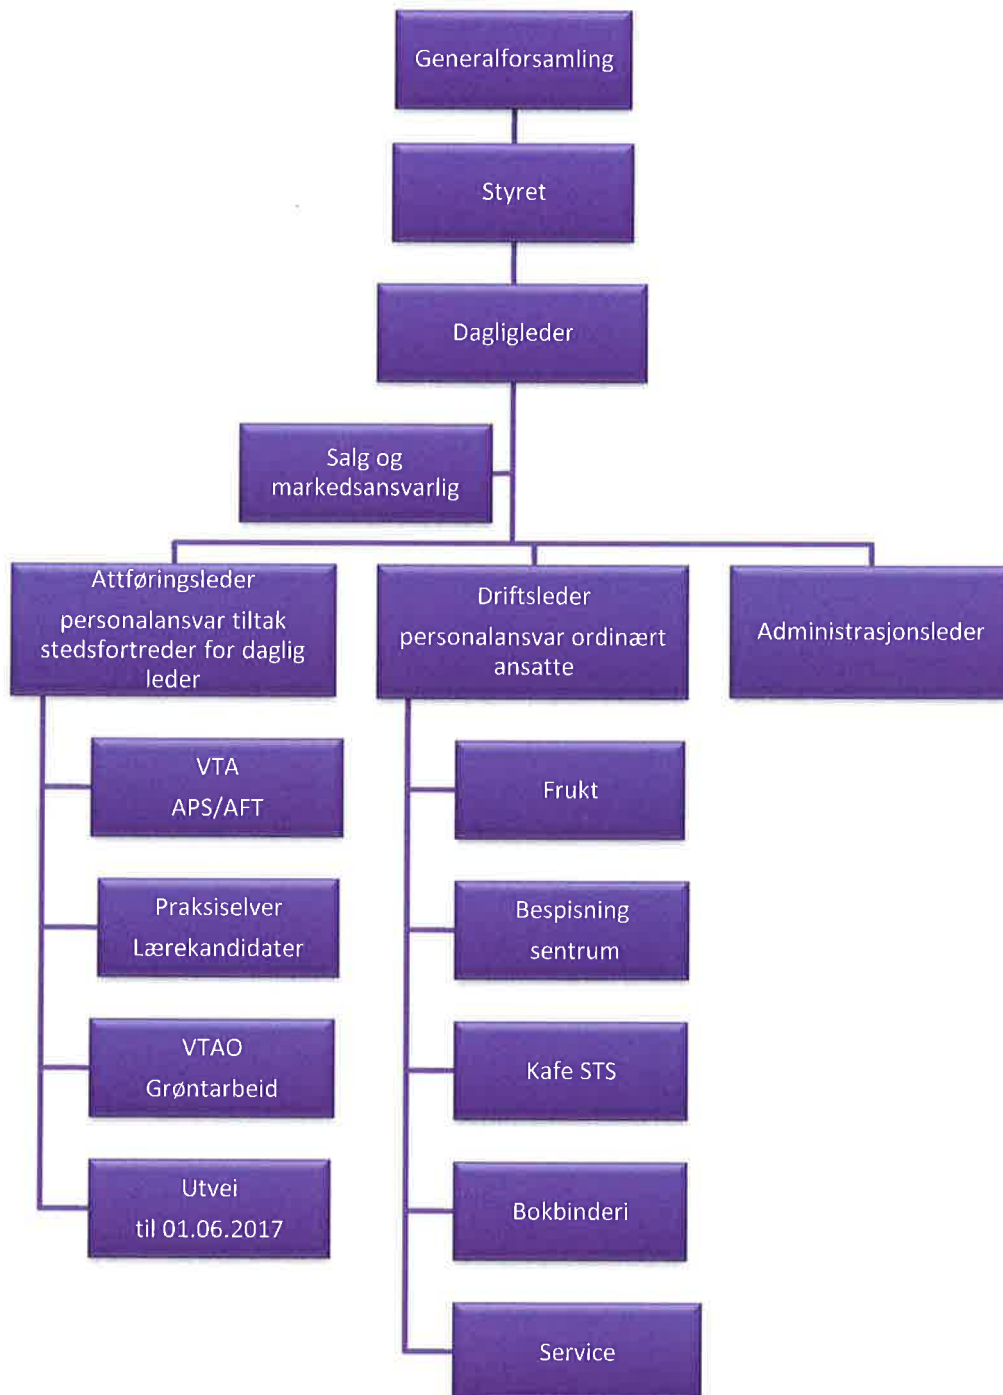 Generalforsamling
Styret
Dagligleder
Salg og
markedsansvarlig
Attføringsleder
personalansvar tiltak
stedsfortreder for daglig
leder
Driftsleder
personalansvar ordinært
ansatte
Administrasjonsleder
VTA
APS/AFT
Praksiselver
Lærekandidater
VTAO
Grøntarbeid
Utvei
til 01.06.2017
Frukt
Bespisning
sentrum
Kafe STS
Bokbinderi
Service